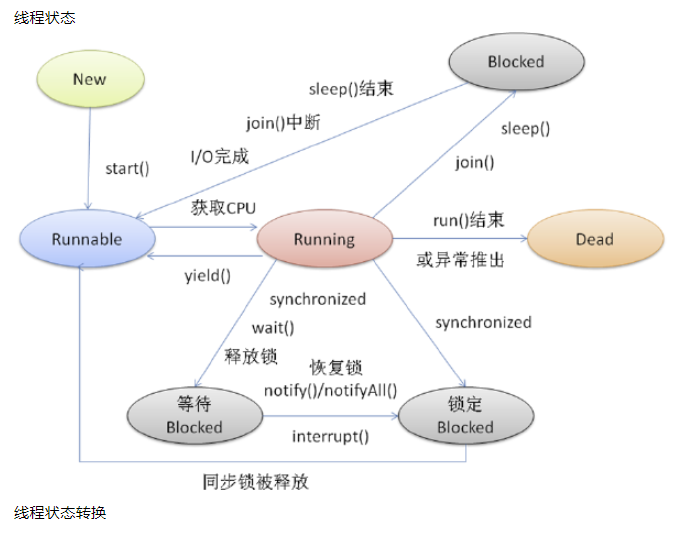 线程状态
New
Blocked
sleep()结束
join()中断
sleep()
I/O完成
join()
start()
获取CPU
Runnable
Running
run()结束
Dead
yield()
或异常推出
synchronized
wait()
synchronized
释放锁
恢复锁
notify()/notifyAll()
等待
Blocked
锁定
Blocked
interrupt()
同步锁被释放
线程状态转换